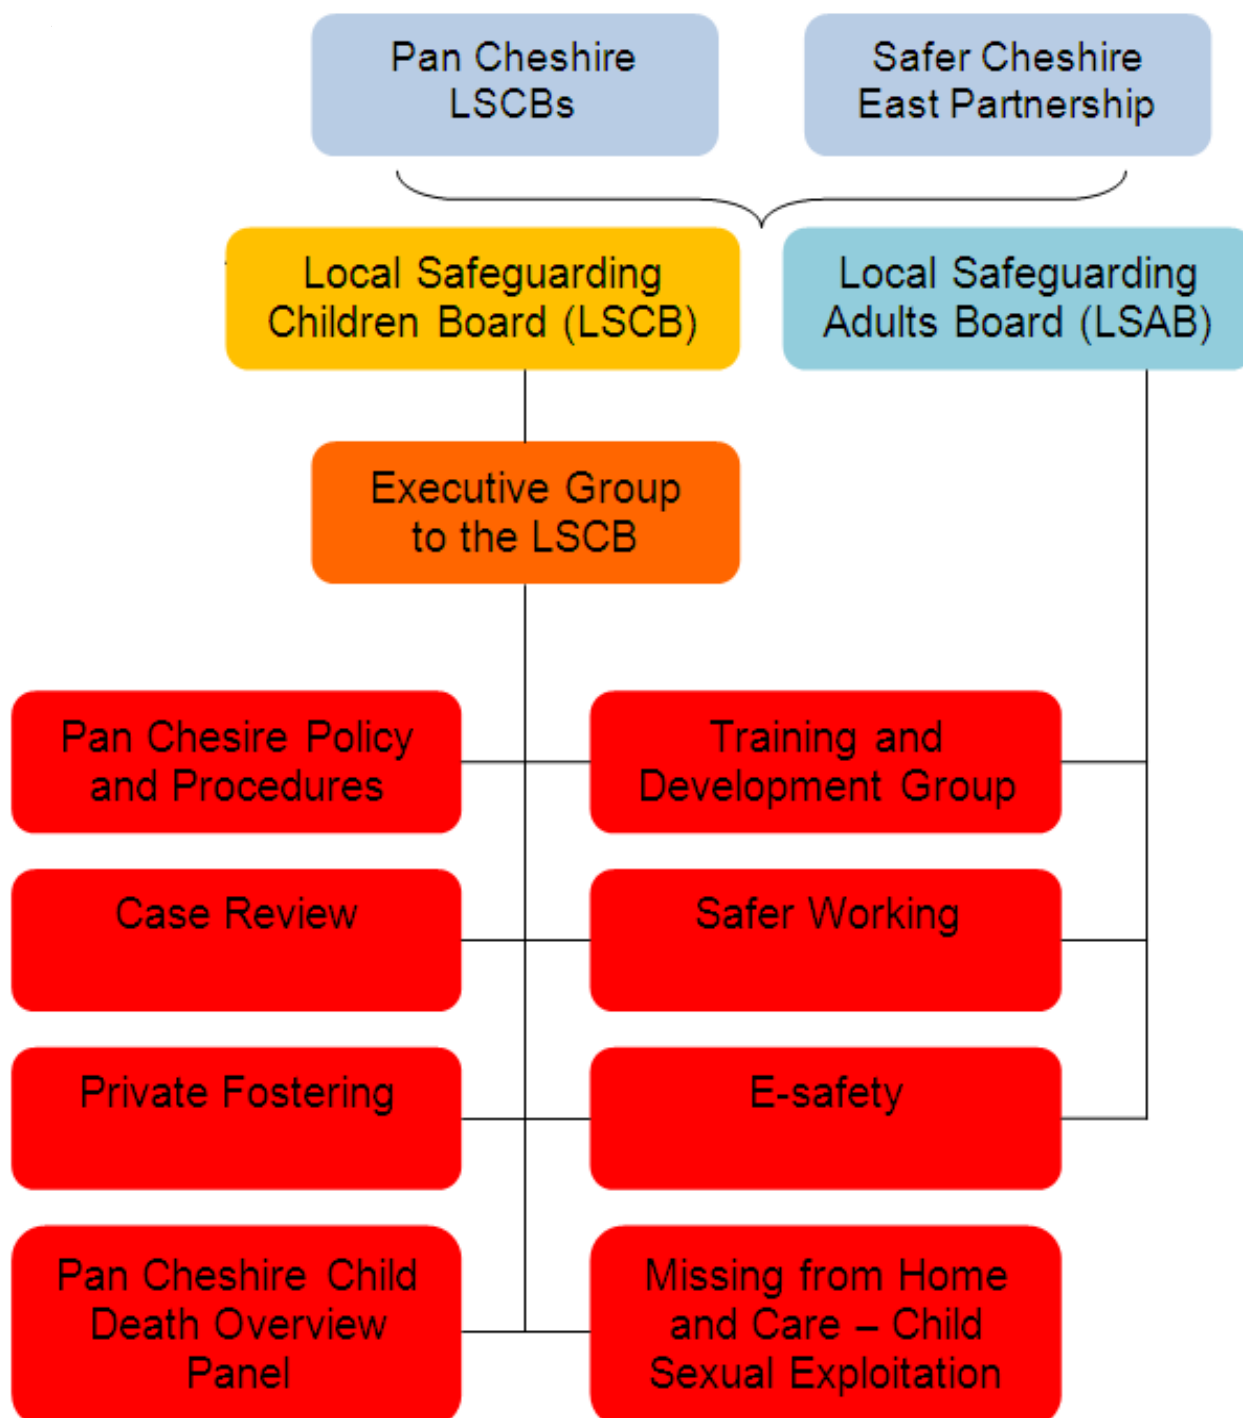 Pan Cheshire
LSCBs
Safer Cheshire
East Partnership
Local Safeguarding
Children Board (LSCB)
Local Safeguarding
Adults Board (LSAB)
Executive Group
to the LSCB
Pan Chesire Policy
and Procedures
Training and
Development Group
Case Review
Safer Working
Private Fostering
E-safety
Pan Cheshire Child
Death Overview
Panel
Missing from Home
and Care – Child
Sexual Exploitation